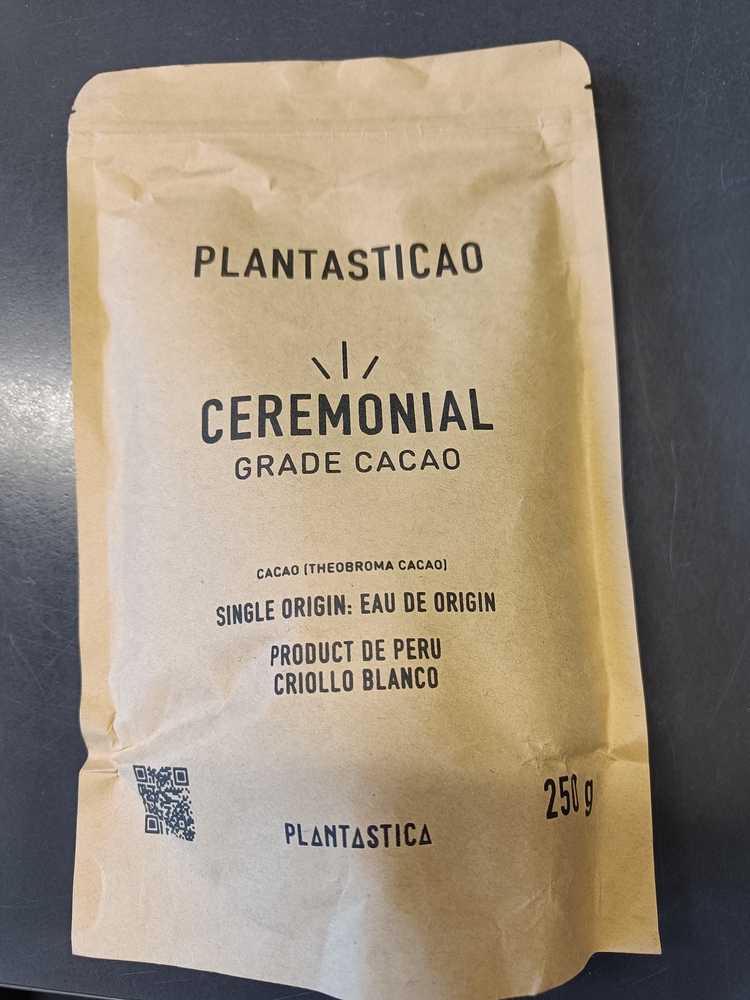 PLANTASTICAO
CEREMONIAL
GRADE CACAO
CACAO (THEOBROMA CACAO)
SINGLE ORIGIN: EAU DE ORIGIN
PRODUCT DE PERU
CRIOLLO BLANCO
250 g
PLANTASTICA